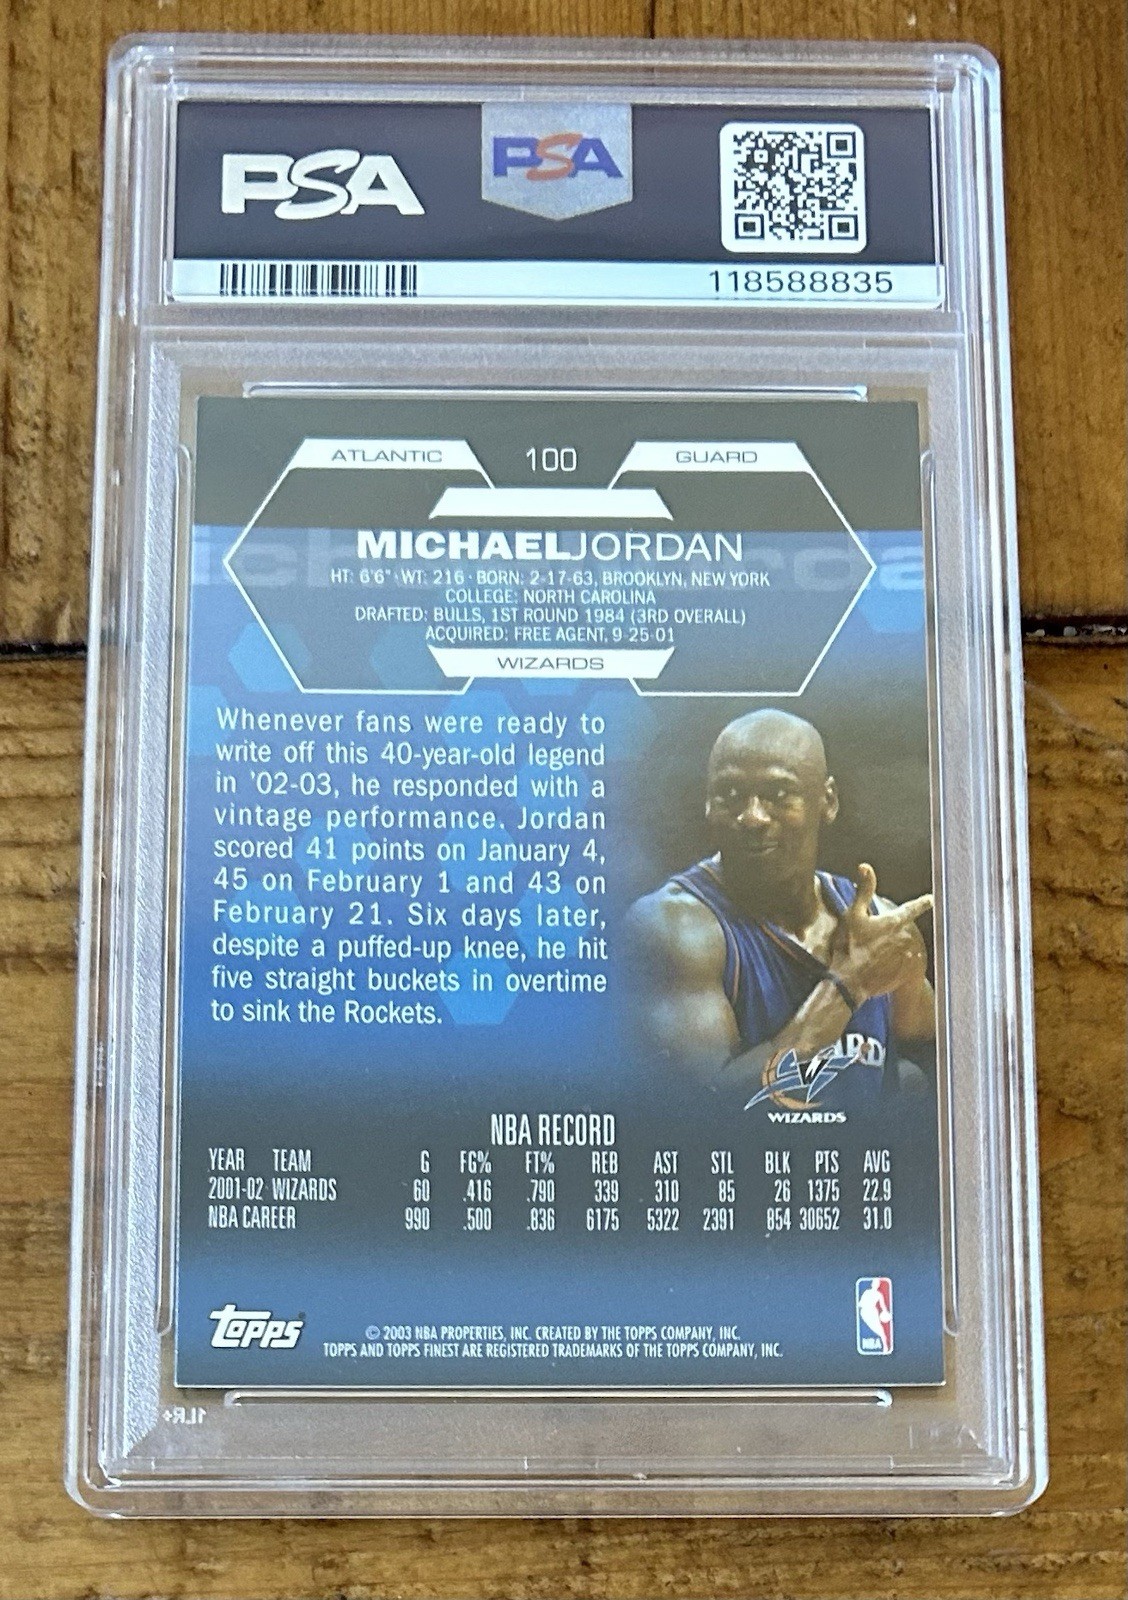 PSA PSA
118588835
ATLANTIC 100 GUARD
MICHAELJORDAN
HT: 6'6" · WT: 216 · BORN: 2-17-63, BROOKLYN, NEW YORK
COLLEGE: NORTH CAROLINA
DRAFTED: BULLS, 1ST ROUND 1984 (3RD OVERALL)
ACQUIRED: FREE AGENT, 9-25-01
WIZARDS
Whenever fans were ready to
write off this 40-year-old legend
in '02-03, he responded with a
vintage performance. Jordan
scored 41 points on January 4,
45 on February 1 and 43 on
February 21. Six days later,
despite a puffed-up knee, he hit
five straight buckets in overtime
to sink the Rockets.
WIZARDS
NBA RECORD
YEAR TEAM G FG% FT% REB AST STL BLK PTS AVG
2001-02 WIZARDS 60 .416 .790 339 310 85 26 1375 22.9
NBA CAREER 990 .500 .836 6175 5322 2391 854 30652 31.0
Topps
© 2003 NBA PROPERTIES, INC. CREATED BY THE TOPPS COMPANY, INC.
TOPPS AND TOPPS FINEST ARE REGISTERED TRADEMARKS OF THE TOPPS COMPANY, INC.
NBA
1LR+